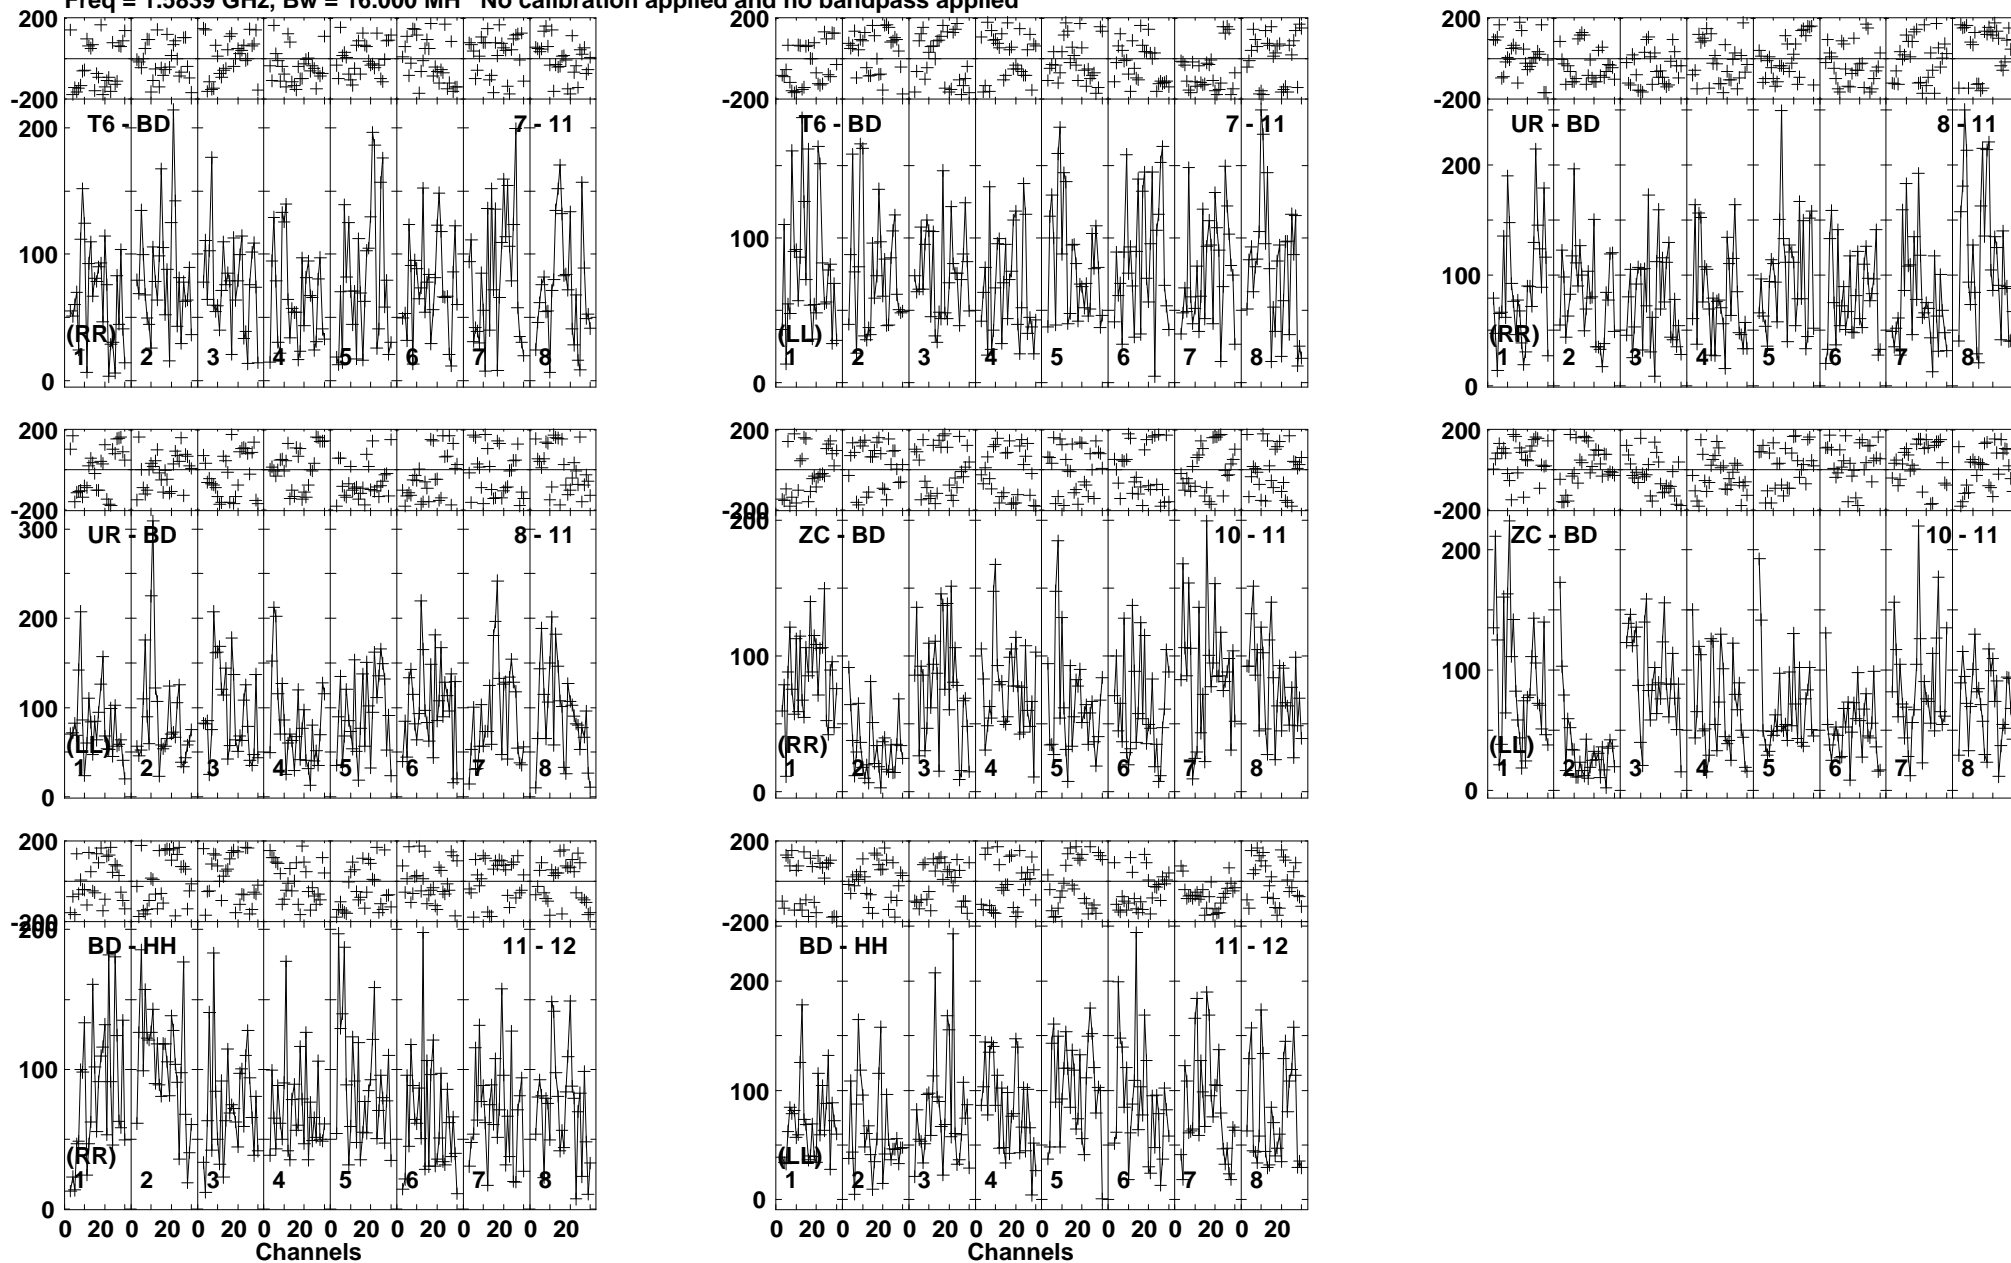 Freq = 1.5839 GHz, Bw = 16.000 MH No calibration applied and no bandpass applied
200 200 200
-200 -200 -200
T6 - BD 7 - 11 T6 - BD 7 - 11 UR - BD 8 - 11
200 200
100 100 100
(RR) (LL) (RR)
1 2 3 4 5 6 7 8 1 2 3 4 5 6 7 8 1 2 3 4 5 6 7 8
0 0 0
200 200 200
-200 -200 -200
300 200
UR - BD 8 - 11 ZC - BD 10 - 11 ZC - BD 10 - 11
200 200
100 100 100
(LL) (RR) (LL)
1 2 3 4 5 6 7 8 1 2 3 4 5 6 7 8 1 2 3 4 5 6 7 8
0 0 0
200 200
-200 -200
200
BD - HH 11 - 12 BD - HH 11 - 12
200
100 100
(RR) (LL)
1 2 3 4 5 6 7 8 1 2 3 4 5 6 7 8
0 0
0 20 0 20 0 20 0 20 0 20 0 20 0 20 0 20 0 20 0 20 0 20 0 20 0 20 0 20 0 20 0 20
Channels Channels